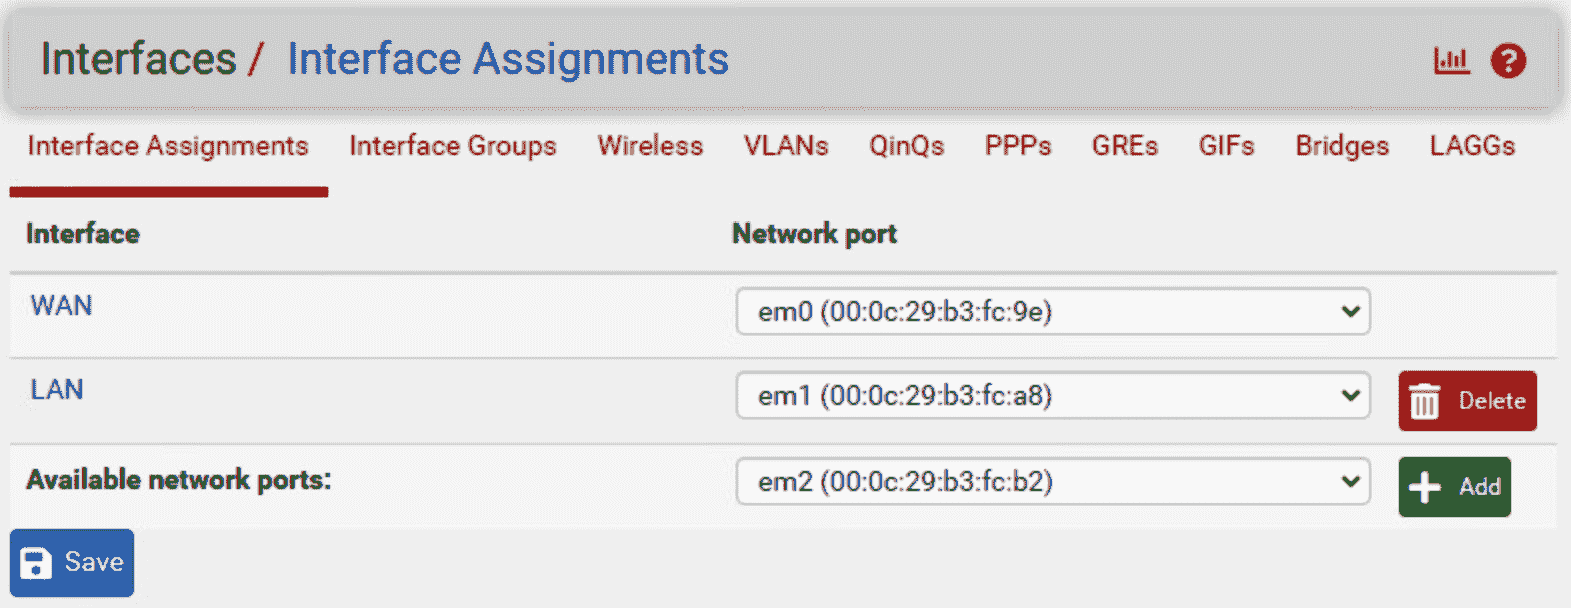 Interfaces / Interface Assignments
Interface Assignments Interface Groups Wireless VLANs QinQs PPPs GREs GIFs Bridges LAGGs
Interface Network port
WAN em0 (00:0c:29:b3:fc:9e)
LAN em1 (00:0c:29:b3:fc:a8) Delete
Available network ports: em2 (00:0c:29:b3:fc:b2) Add
Save